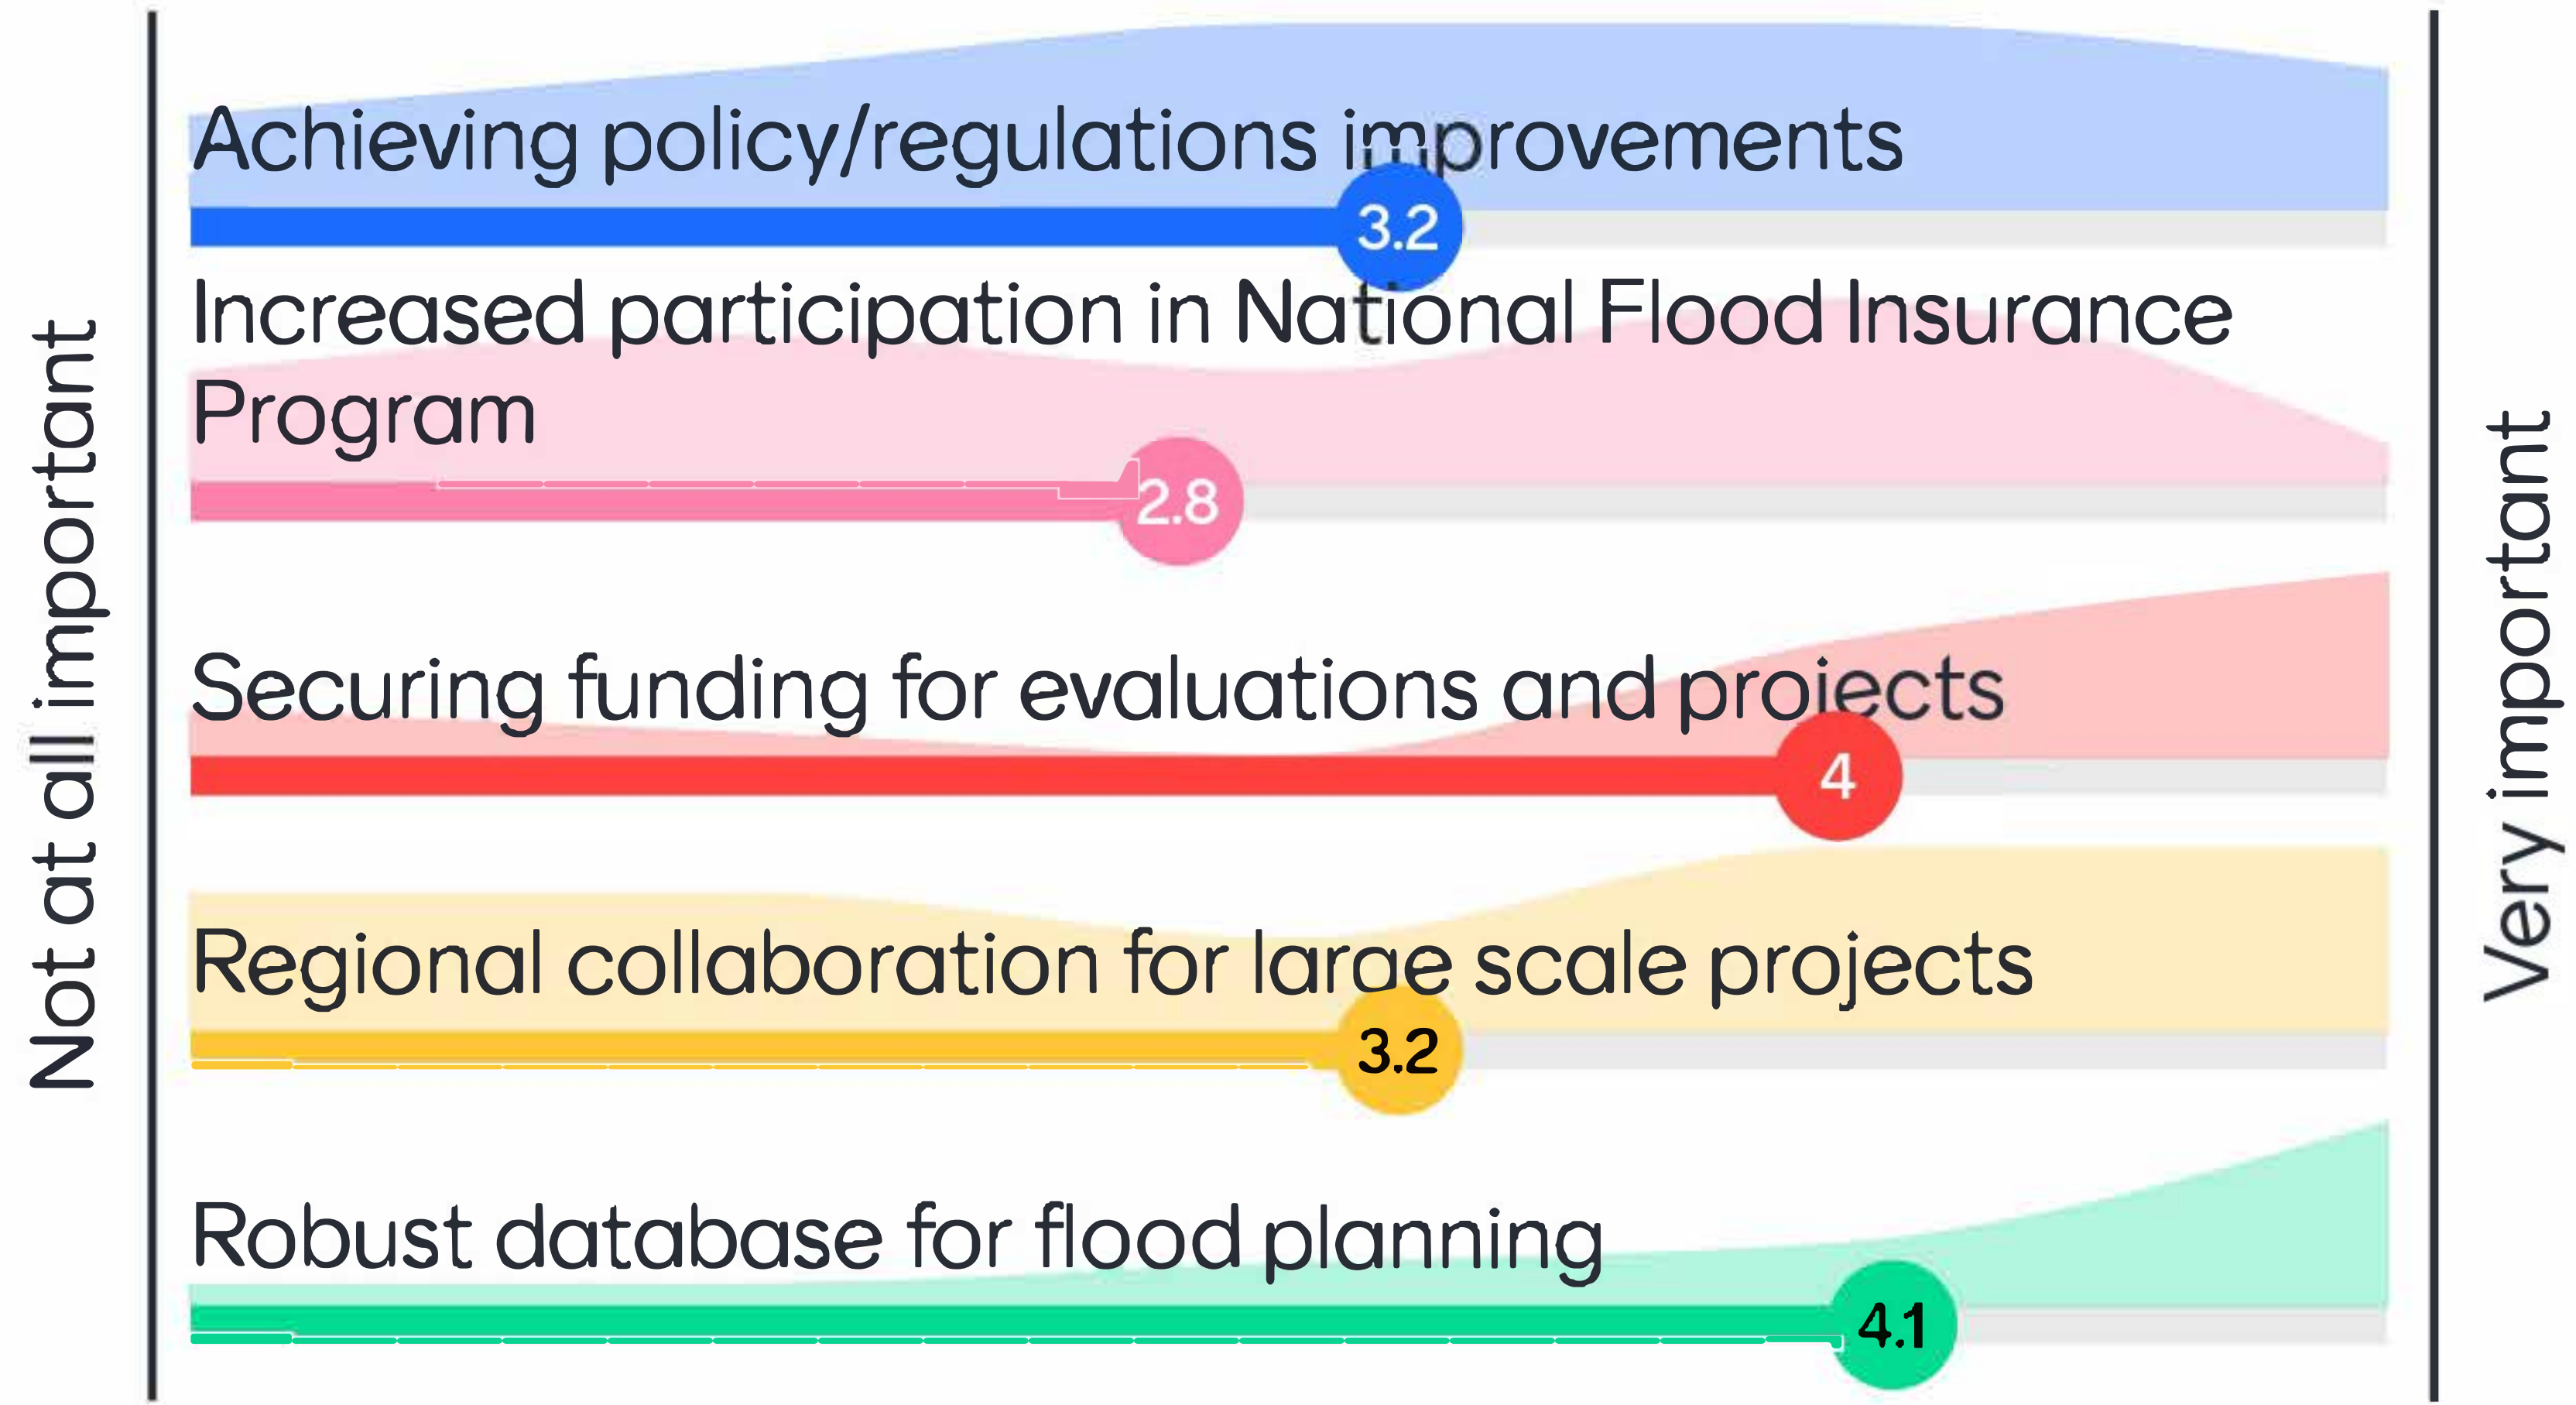 Not at all important
Achieving policy/regulations improvements
3.2
Increased participation in National Flood Insurance
Program
2.8
Securing funding for evaluations and projects
4
Regional collaboration for large scale projects
3.2
Robust database for flood planning
4.1
Very important